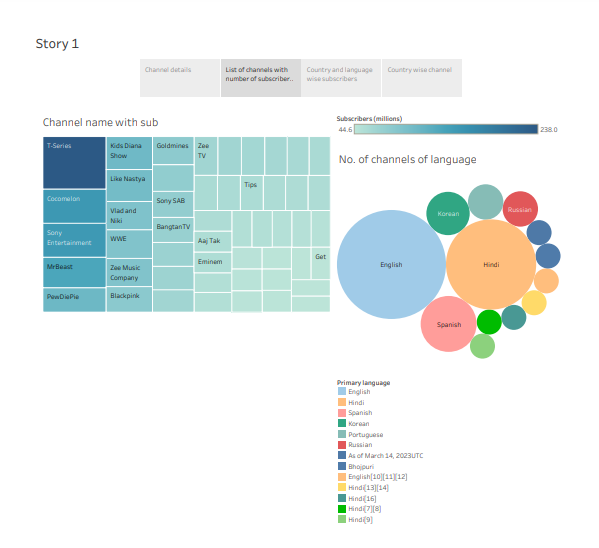 Story 1
Channel details
List of channels with
number of subscriber..
Country and language
wise subscribers
Country wise channel
Channel name with sub
T-Series
Cocomelon
Sony
Entertainment
MrBeast
PewDiePie
Kids Diana
Show
Like Nastya
Vlad and
Niki
WWE
Zee Music
Company
Blackpink
Goldmines
Sony SAB
BangtanTV
Zee
TV
Tips
Aaj Tak
Eminem
Get
Subscribers (millions)
44.6
238.0
No. of channels of language
English
Korean
Russian
Hindi
Spanish
Primary language
English
Hindi
Spanish
Korean
Portuguese
Russian
As of March 14, 2023UTC
Bhojpuri
English[10][11][12]
Hindi[13][14]
Hindi[16]
Hindi[7][8]
Hindi[9]